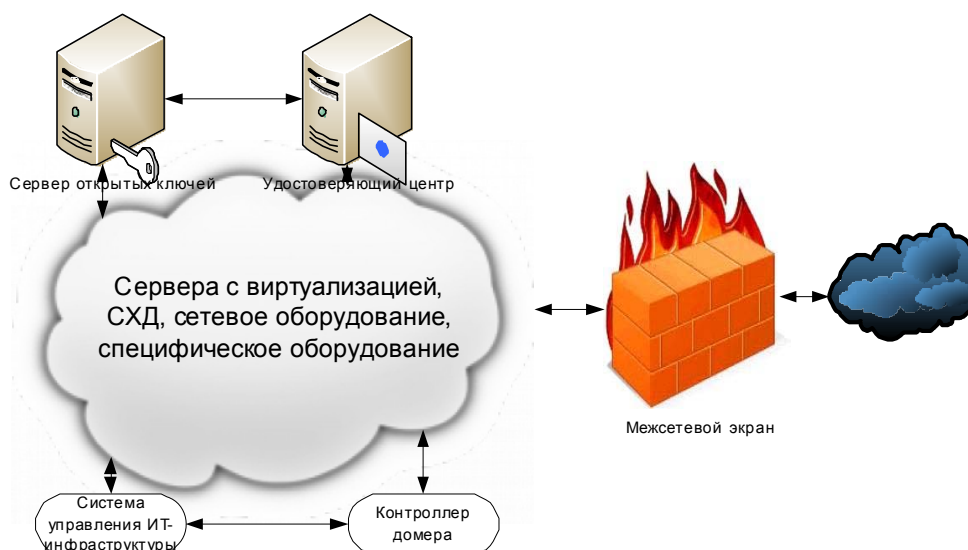 Сервер открытых ключей
Удостоверяющий центр
Сервера с виртуализацией,
СХД, сетевое оборудование,
специфическое оборудование
Межсетевой экран
Система
управления ИТ-
инфраструктуры
Контроллер
домера